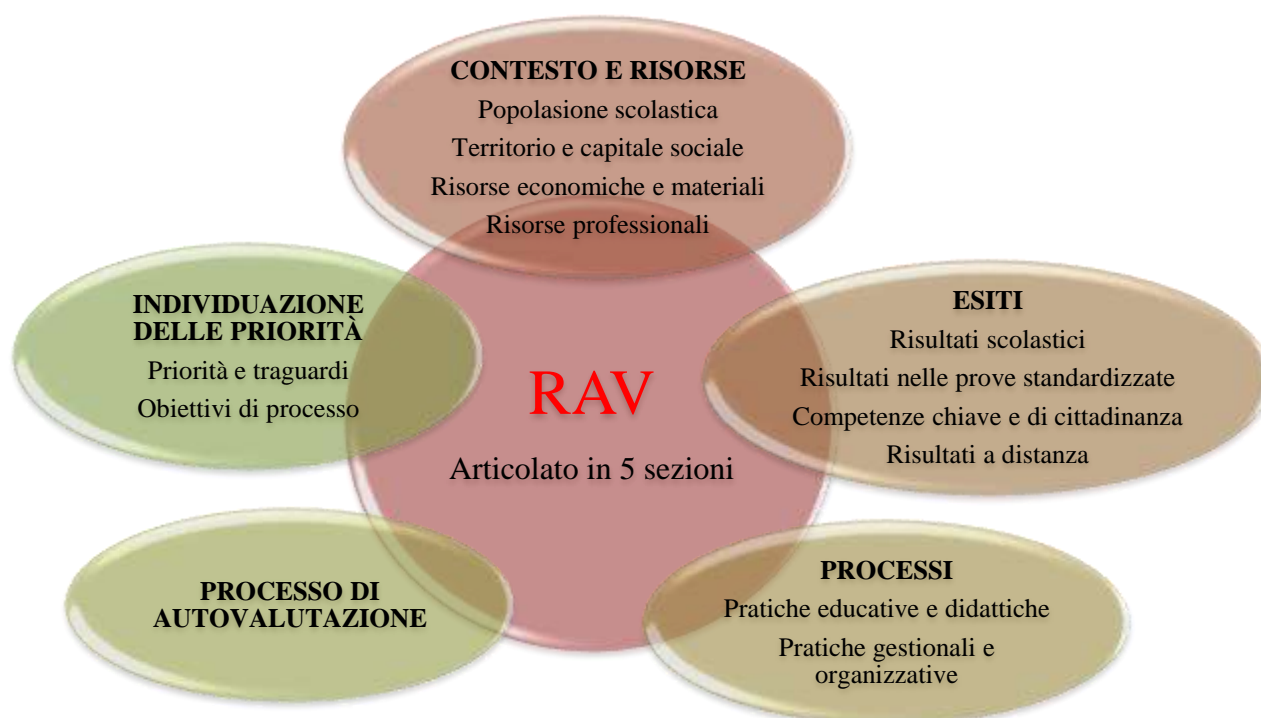 CONTESTO E RISORSE
Popolasione scolastica
Territorio e capitale sociale
Risorse economiche e materiali
Risorse professionali
ESITI
Risultati scolastici
Risultati nelle prove standardizzate
Competenze chiave e di cittadinanza
Risultati a distanza
PROCESSI
Pratiche educative e didattiche
Pratiche gestionali e
organizzative
PROCESSO DI
AUTOVALUTAZIONE
INDIVIDUAZIONE
DELLE PRIORITÀ
Priorità e traguardi
Obiettivi di processo
RAV
Articolato in 5 sezioni